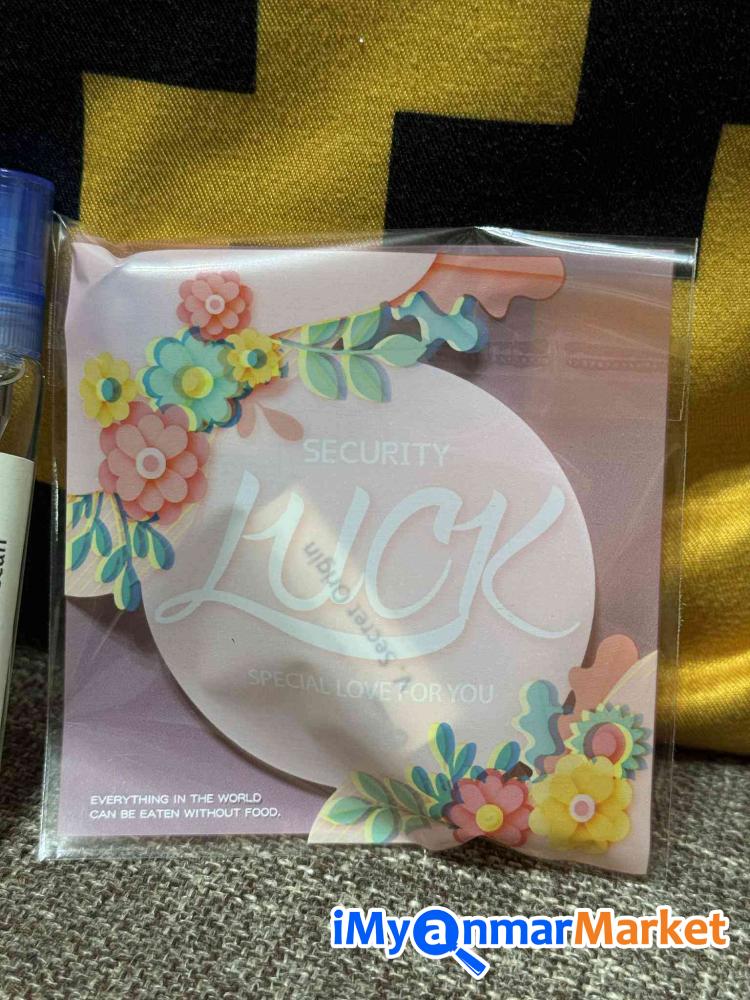 SECURITY
LUCK
V. Secret Origin
SPECIAL LOVE FOR YOU
EVERYTHING IN THE WORLD
CAN BE EATEN WITHOUT FOOD.
iMyanmarMarket